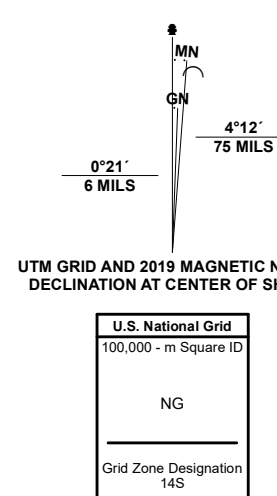 MN
GN
4°12´
75 MILS
0°21´
6 MILS
UTM GRID AND 2019 MAGNETIC N
DECLINATION AT CENTER OF SH
U.S. National Grid
100,000 - m Square ID
NG
Grid Zone Designation
14S